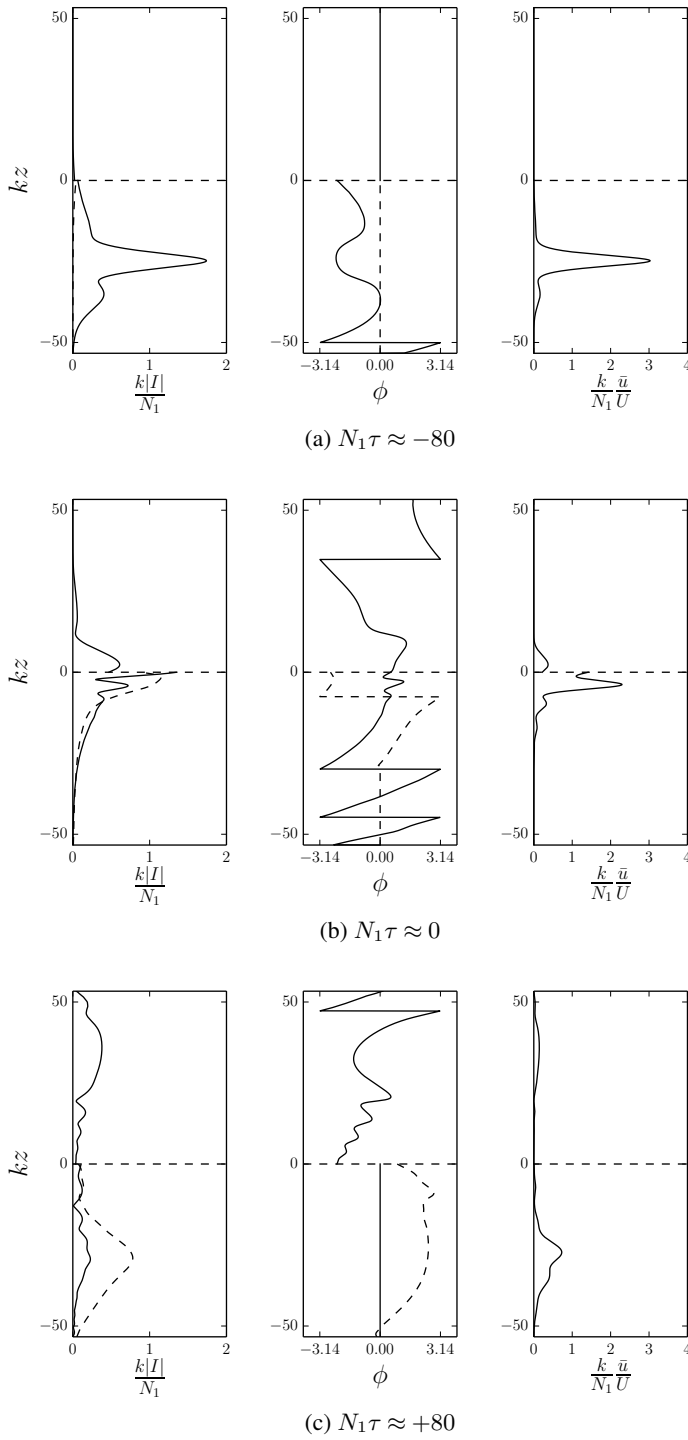 50
0
−50
kz
0 1 2
k|I|
N₁
−3.14 0.00 3.14
ϕ
0 1 2 3 4
k ū
N₁ U
(a) N₁τ ≈ −80
50
0
−50
kz
0 1 2
k|I|
N₁
−3.14 0.00 3.14
ϕ
0 1 2 3 4
k ū
N₁ U
(b) N₁τ ≈ 0
50
0
−50
kz
0 1 2
k|I|
N₁
−3.14 0.00 3.14
ϕ
0 1 2 3 4
k ū
N₁ U
(c) N₁τ ≈ +80